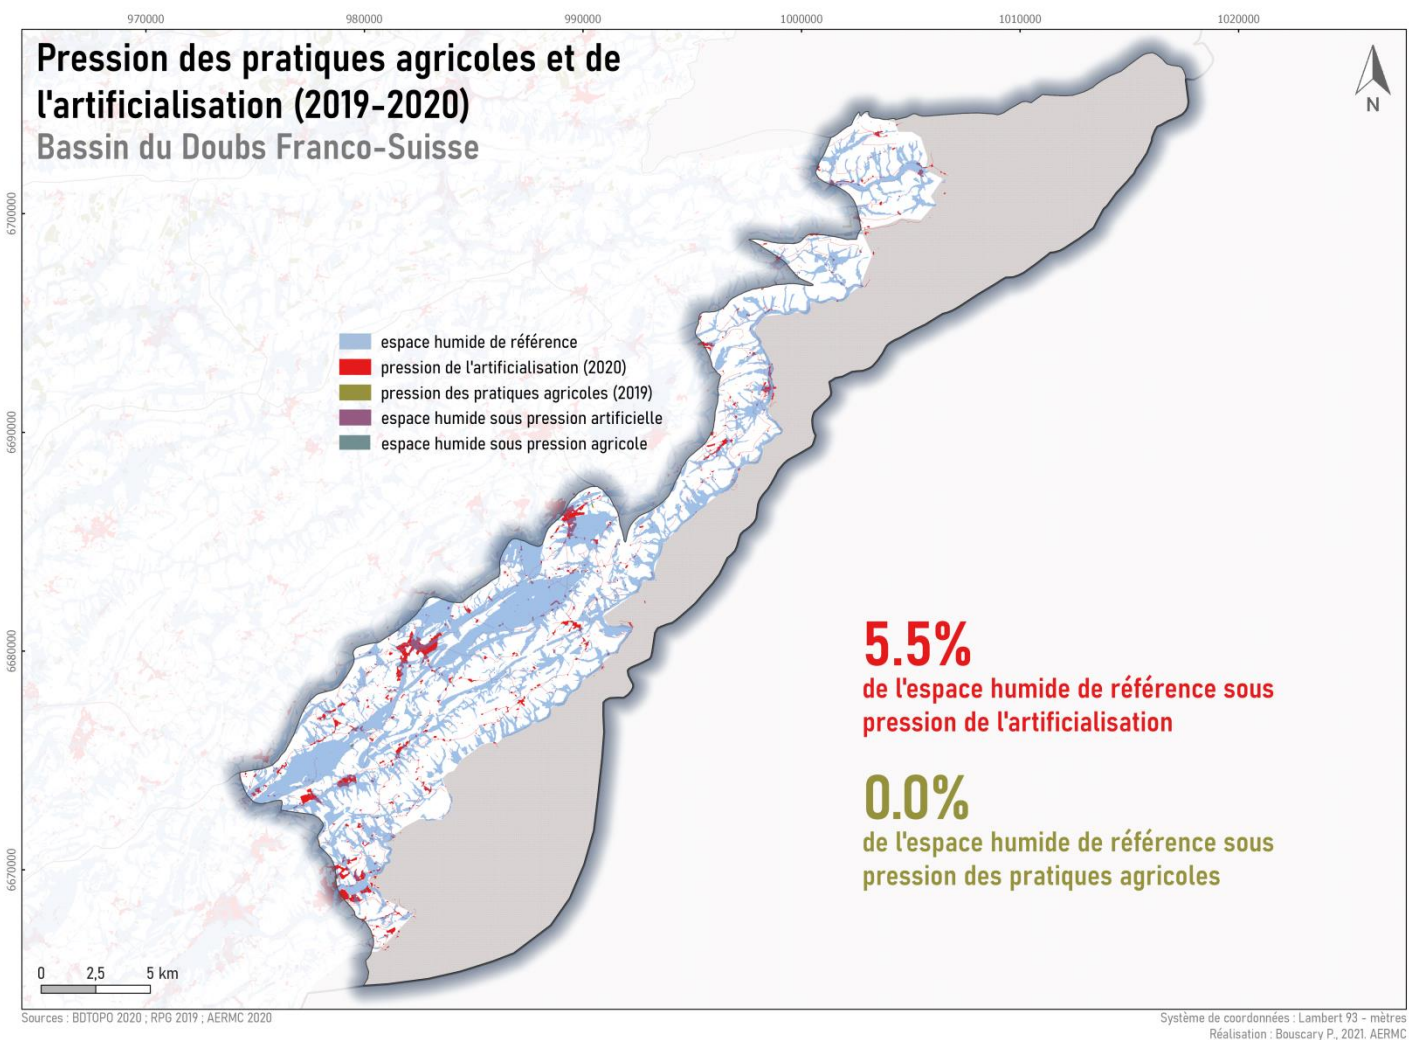 970000 980000 990000 1000000 1010000 1020000
Pression des pratiques agricoles et de
l'artificialisation (2019-2020)
Bassin du Doubs Franco-Suisse
N
6700000
6690000
6680000
6670000
espace humide de référence
pression de l'artificialisation (2020)
pression des pratiques agricoles (2019)
espace humide sous pression artificielle
espace humide sous pression agricole
5.5%
de l'espace humide de référence sous
pression de l'artificialisation
0.0%
de l'espace humide de référence sous
pression des pratiques agricoles
0 2,5 5 km
Sources : BDTOPO 2020 ; RPG 2019 ; AERMC 2020
Système de coordonnées : Lambert 93 - mètres
Réalisation : Bouscary P., 2021. AERMC